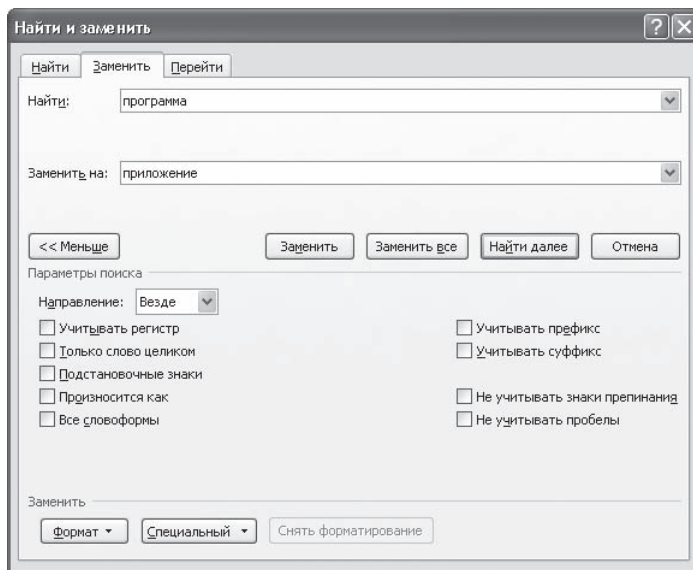 Найти и заменить
Найти Заменить Перейти
Найти: программа
Заменить на: приложение
<< Меньше Заменить Заменить все Найти далее Отмена
Параметры поиска
Направление: Везде
Учитывать регистр Учитывать префикс
Только слово целиком Учитывать суффикс
Подстановочные знаки
Произносится как Не учитывать знаки препинания
Все словоформы Не учитывать пробелы
Заменить
Формат Специальный Снять форматирование